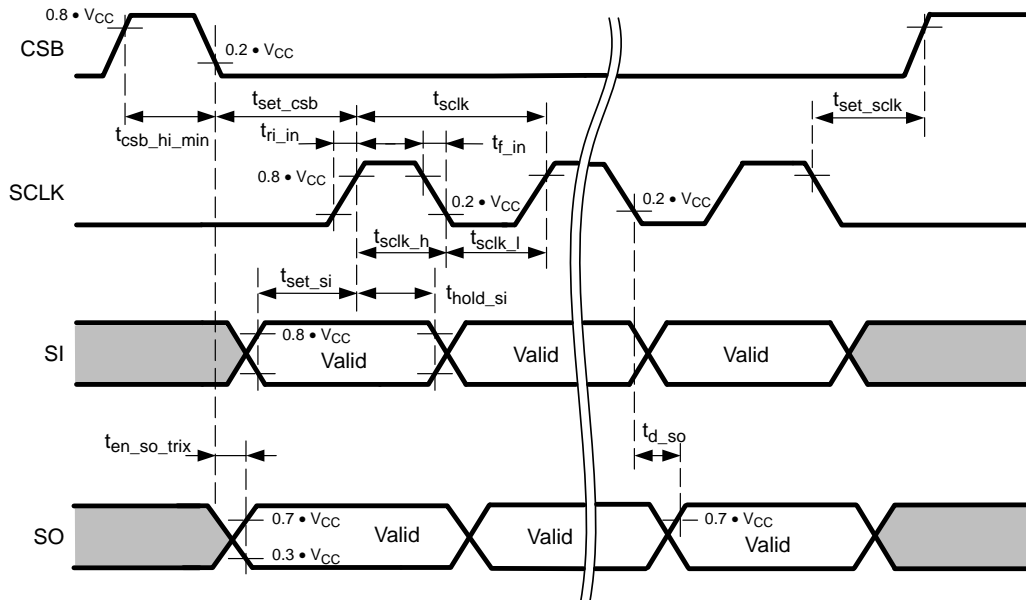 0.8 • VCC
CSB
0.2 • VCC
tcsb_hi_min
tset_csb
tsclk
tset_sclk
tri_in
tf_in
SCLK
0.8 • VCC
0.2 • VCC
0.2 • VCC
tsclk_h
tsclk_l
tset_si
thold_si
SI
0.8 • VCC
Valid
Valid
Valid
ten_so_trix
td_so
SO
0.7 • VCC
0.3 • VCC
Valid
Valid
0.7 • VCC
Valid